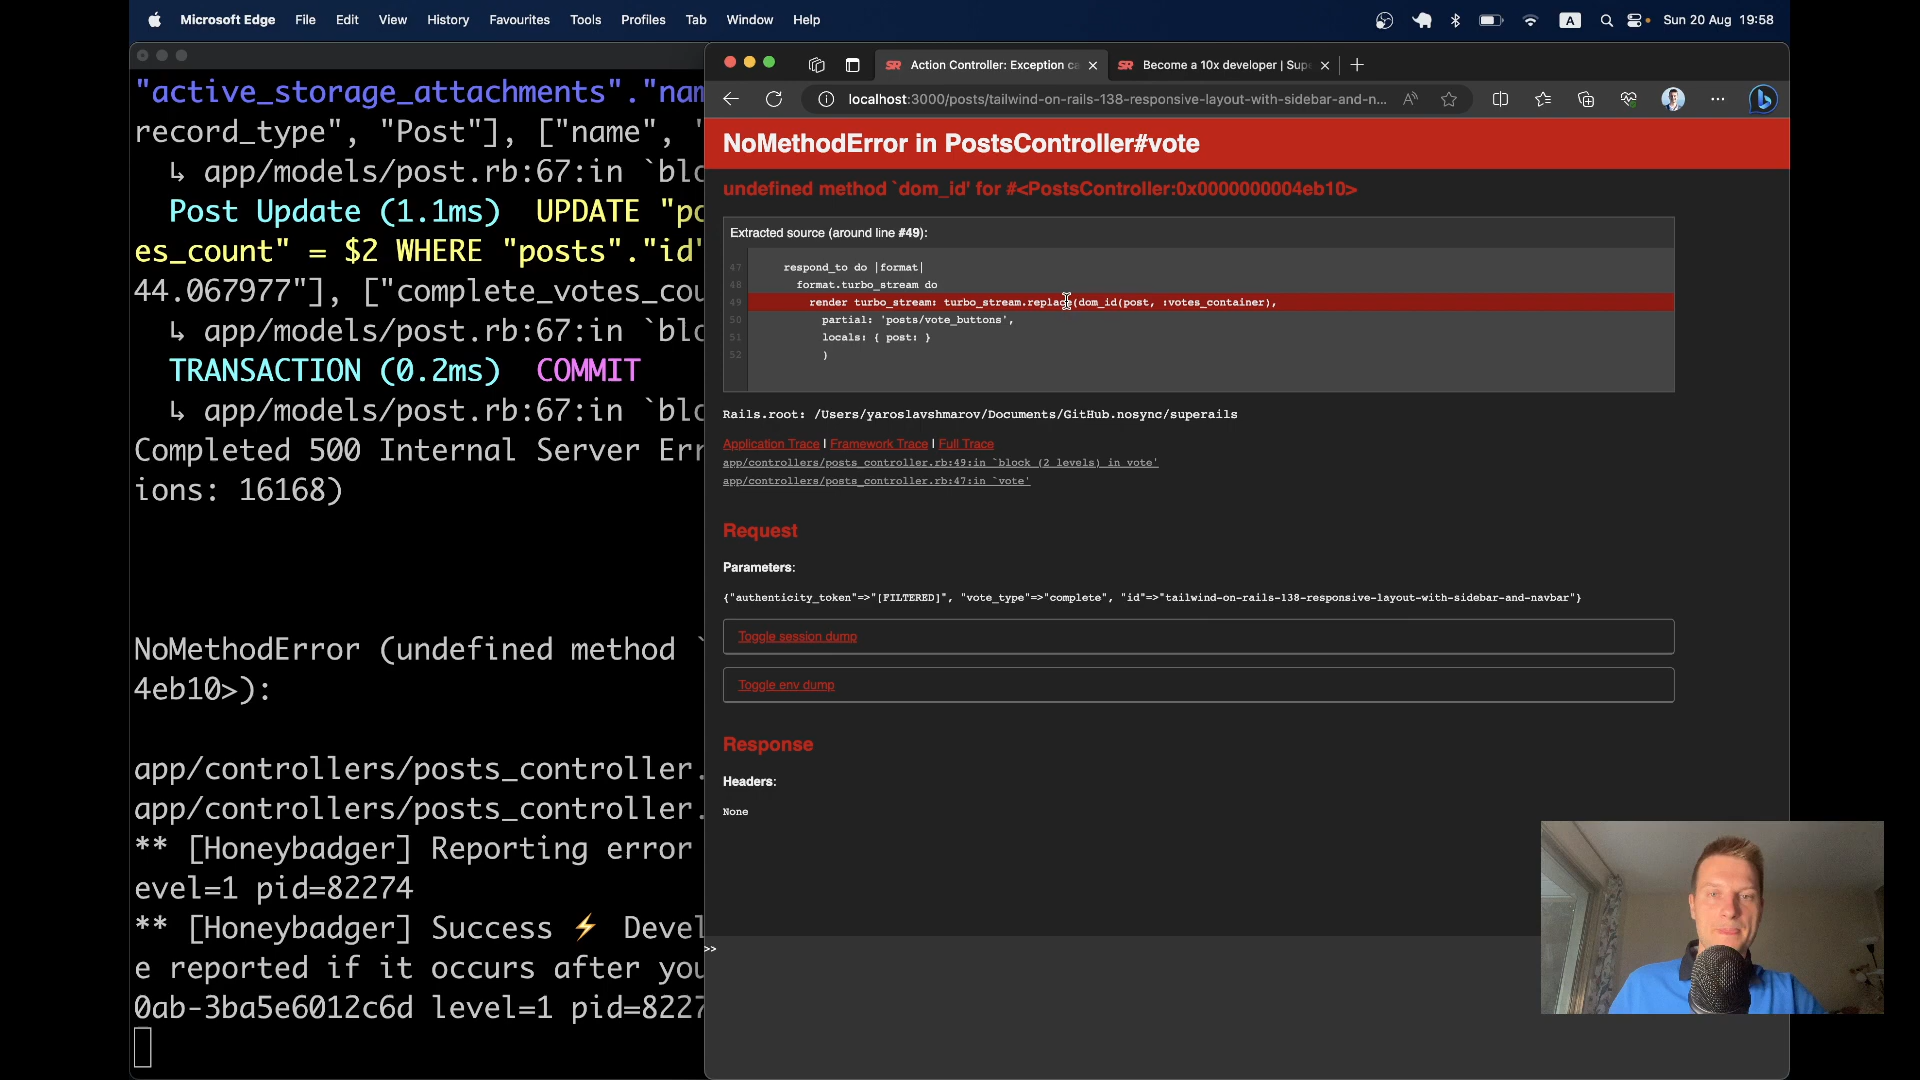 Microsoft Edge File Edit View History Favourites Tools Profiles Tab Window Help A Sun 20 Aug 19:58
SR Action Controller: Exception ca SR Become a 10x developer | Supe
localhost:3000/posts/tailwind-on-rails-138-responsive-layout-with-sidebar-and-n...
"active_storage_attachments"."nam
record_type", "Post"], ["name", "
↳ app/models/post.rb:67:in `blo
Post Update (1.1ms) UPDATE "po
es_count" = $2 WHERE "posts"."id"
44.067977"], ["complete_votes_cou
↳ app/models/post.rb:67:in `blo
TRANSACTION (0.2ms) COMMIT
↳ app/models/post.rb:67:in `blo
Completed 500 Internal Server Err
ions: 16168)
NoMethodError (undefined method `
4eb10>):
app/controllers/posts_controller.
app/controllers/posts_controller.
** [Honeybadger] Reporting error
evel=1 pid=82274
** [Honeybadger] Success ⚡ Devel
e reported if it occurs after you
0ab-3ba5e6012c6d level=1 pid=8227
NoMethodError in PostsController#vote
undefined method `dom_id' for #<PostsController:0x0000000004eb10>
Extracted source (around line #49):
47 respond_to do |format|
48 format.turbo_stream do
49 render turbo_stream: turbo_stream.replace(dom_id(post, :votes_container),
50 partial: 'posts/vote_buttons',
51 locals: { post: }
52 )
Rails.root: /Users/yaroslavshmarov/Documents/GitHub.nosync/superails
Application Trace | Framework Trace | Full Trace
app/controllers/posts_controller.rb:49:in `block (2 levels) in vote'
app/controllers/posts_controller.rb:47:in `vote'
Request
Parameters:
{"authenticity_token"=>"[FILTERED]", "vote_type"=>"complete", "id"=>"tailwind-on-rails-138-responsive-layout-with-sidebar-and-navbar"}
Toggle session dump
Toggle env dump
Response
Headers:
None
>>